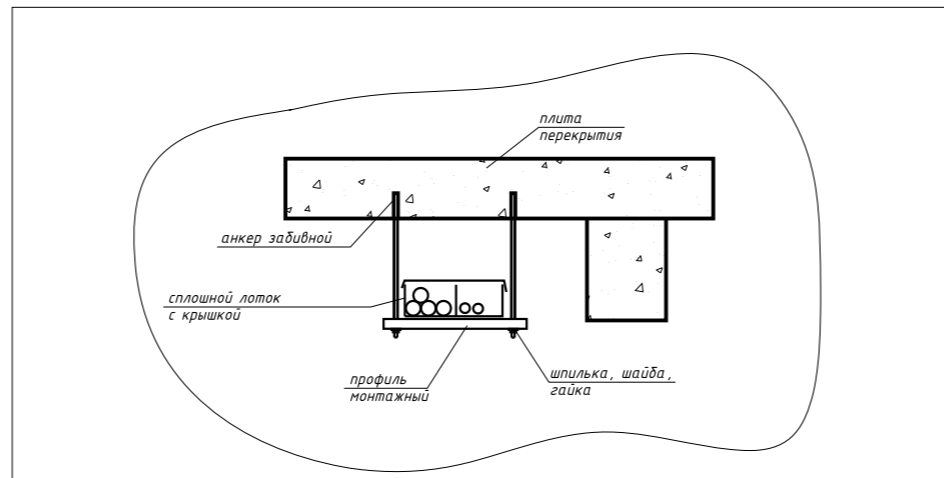 плита
перекрытия
анкер забивной
сплошной лоток
с крышкой
профиль
монтажный
шпилька, шайба,
гайка